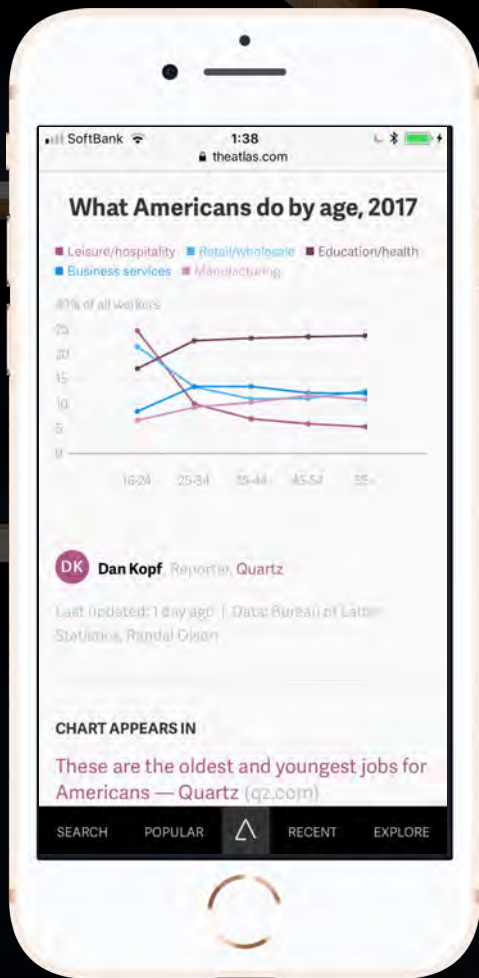 SoftBank 1:38
theatlas.com
What Americans do by age, 2017
Leisure/hospitality Retail/wholesale Education/health
Business services Manufacturing
30% of all workers
25
20
15
10
5
0
16-24 25-34 35-44 45-54 55+
DK Dan Kopf, Reporter, Quartz
Last updated: 1 day ago | Data: Bureau of Labor
Statistics, Randal Olson
CHART APPEARS IN
These are the oldest and youngest jobs for
Americans — Quartz (qz.com)
SEARCH POPULAR RECENT EXPLORE